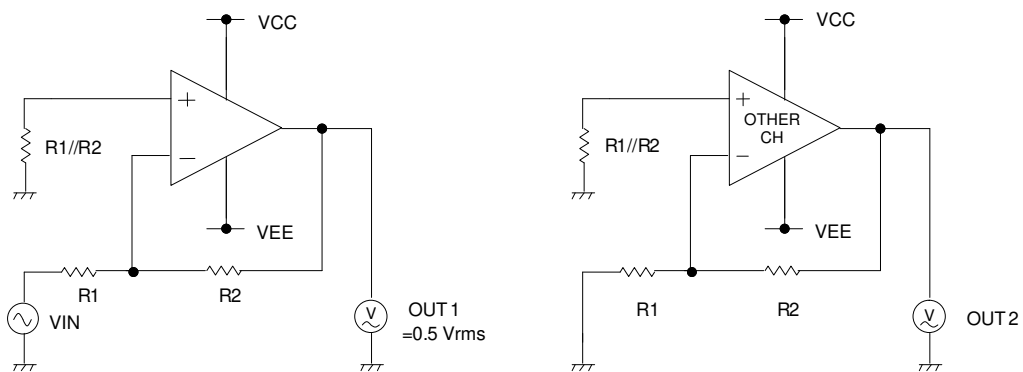 VCC
+
R1//R2
−
VEE
R1
R2
VIN
V
OUT 1
=0.5 Vrms
VCC
+
OTHER
CH
R1//R2
−
VEE
R1
R2
V
OUT 2